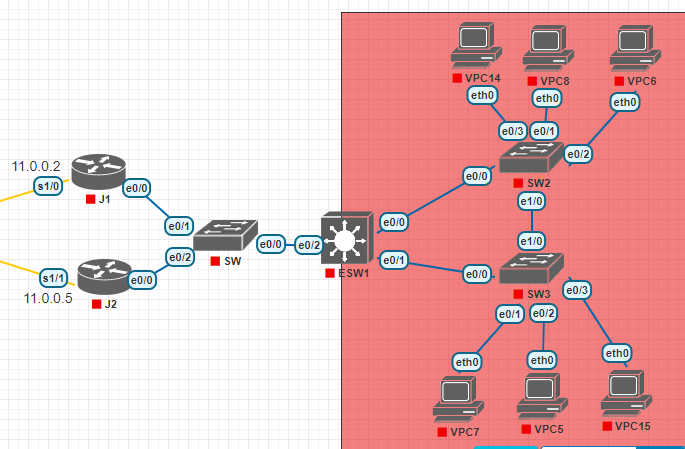 VPC14
VPC8
VPC6
eth0
eth0
eth0
e0/3
e0/1
e0/2
11.0.0.2
s1/0
J1
e0/0
e0/0
SW2
e1/0
e0/1
e0/0
SW
e0/0
e0/2
ESW1
e0/2
e0/1
e1/0
e0/0
SW3
s1/1
11.0.0.5
J2
e0/0
e0/3
e0/1
e0/2
eth0
eth0
eth0
VPC7
VPC5
VPC15